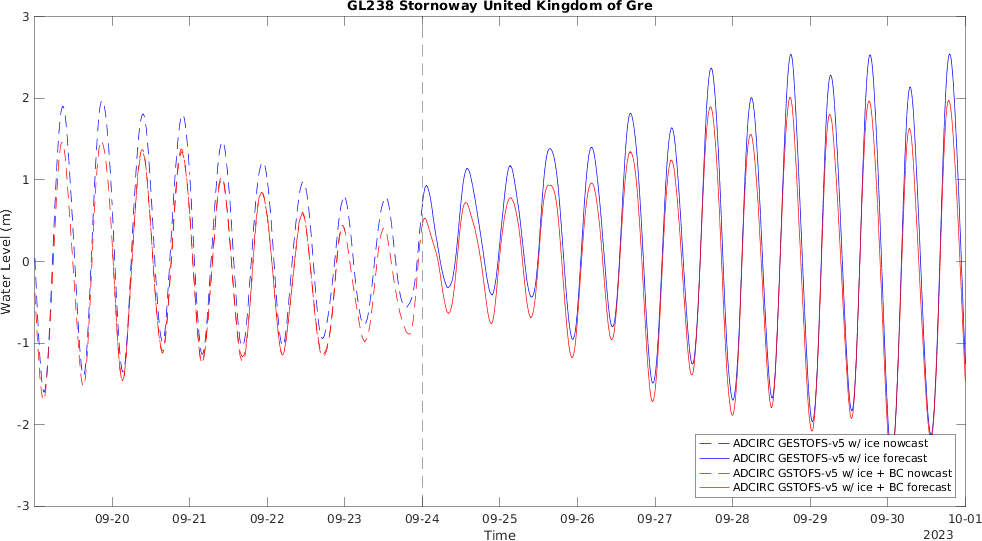 GL238 Stornoway United Kingdom of Gre
3
2
1
0
-1
-2
-3
Water Level (m)
ADCIRC GESTOFS-v5 w/ ice nowcast
ADCIRC GESTOFS-v5 w/ ice forecast
ADCIRC GSTOFS-v5 w/ ice + BC nowcast
ADCIRC GSTOFS-v5 w/ ice + BC forecast
09-20 09-21 09-22 09-23 09-24 09-25 09-26 09-27 09-28 09-29 09-30 10-01
Time
2023